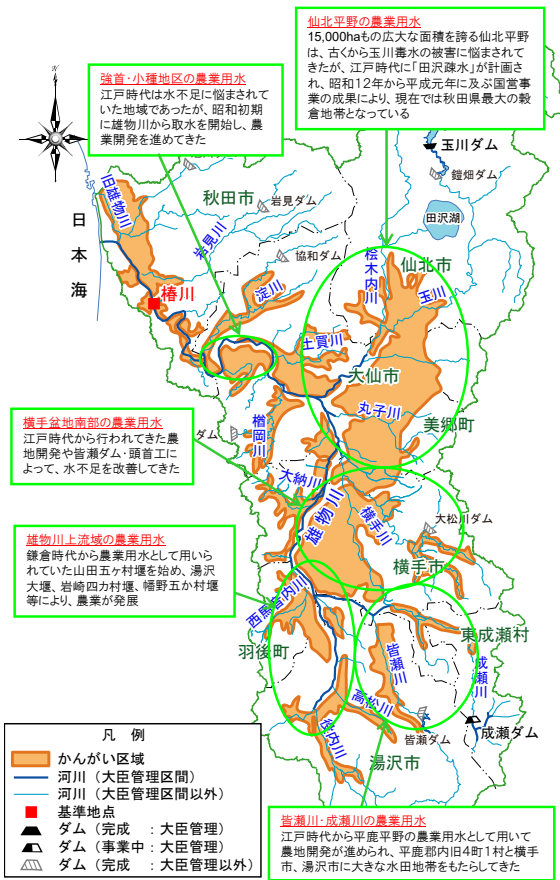 仙北平野の農業用水
15,000haもの広大な面積を誇る仙北平野
は、古くから玉川毒水の被害に悩まされて
きたが、江戸時代に「田沢疎水」が計画さ
れ、昭和12年から平成元年に及ぶ国営事
業の成果により、現在では秋田県最大の穀
倉地帯となっている
強首・小種地区の農業用水
江戸時代は水不足に悩まされ
ていた地域であったが、昭和初期
に雄物川から取水を開始し、農
業開発を進めてきた
玉川ダム
鎧畑ダム
田沢湖
秋田市
岩見ダム
旧雄物川
岩見川
協和ダム
日本海
椿川
淀川
桧木内川
仙北市
玉川
土買川
大仙市
丸子川
美郷町
横手盆地南部の農業用水
江戸時代から行われてきた農
地開発や皆瀬ダム・頭首工に
よって、水不足を改善してきた
ダム
楢岡川
大納川
雄物川
横手川
大松川ダム
横手市
雄物川上流域の農業用水
鎌倉時代から農業用水として用いら
れていた山田五ヶ村堰を始め、湯沢
大堰、岩崎四カ村堰、幡野五か村堰
等により、農業が発展
西馬音内川
羽後町
東成瀬村
皆瀬川
成瀬川
高松川
役内川
皆瀬ダム
成瀬ダム
湯沢市
凡 例
かんがい区域
河川（大臣管理区間）
河川（大臣管理区間以外）
基準地点
ダム（完成 ：大臣管理）
ダム（事業中：大臣管理）
ダム（完成 ：大臣管理以外）
皆瀬川・成瀬川の農業用水
江戸時代から平鹿平野の農業用水として用いて
農地開発が進められ、平鹿郡内旧4町1村と横手
市、湯沢市に大きな水田地帯をもたらしてきた